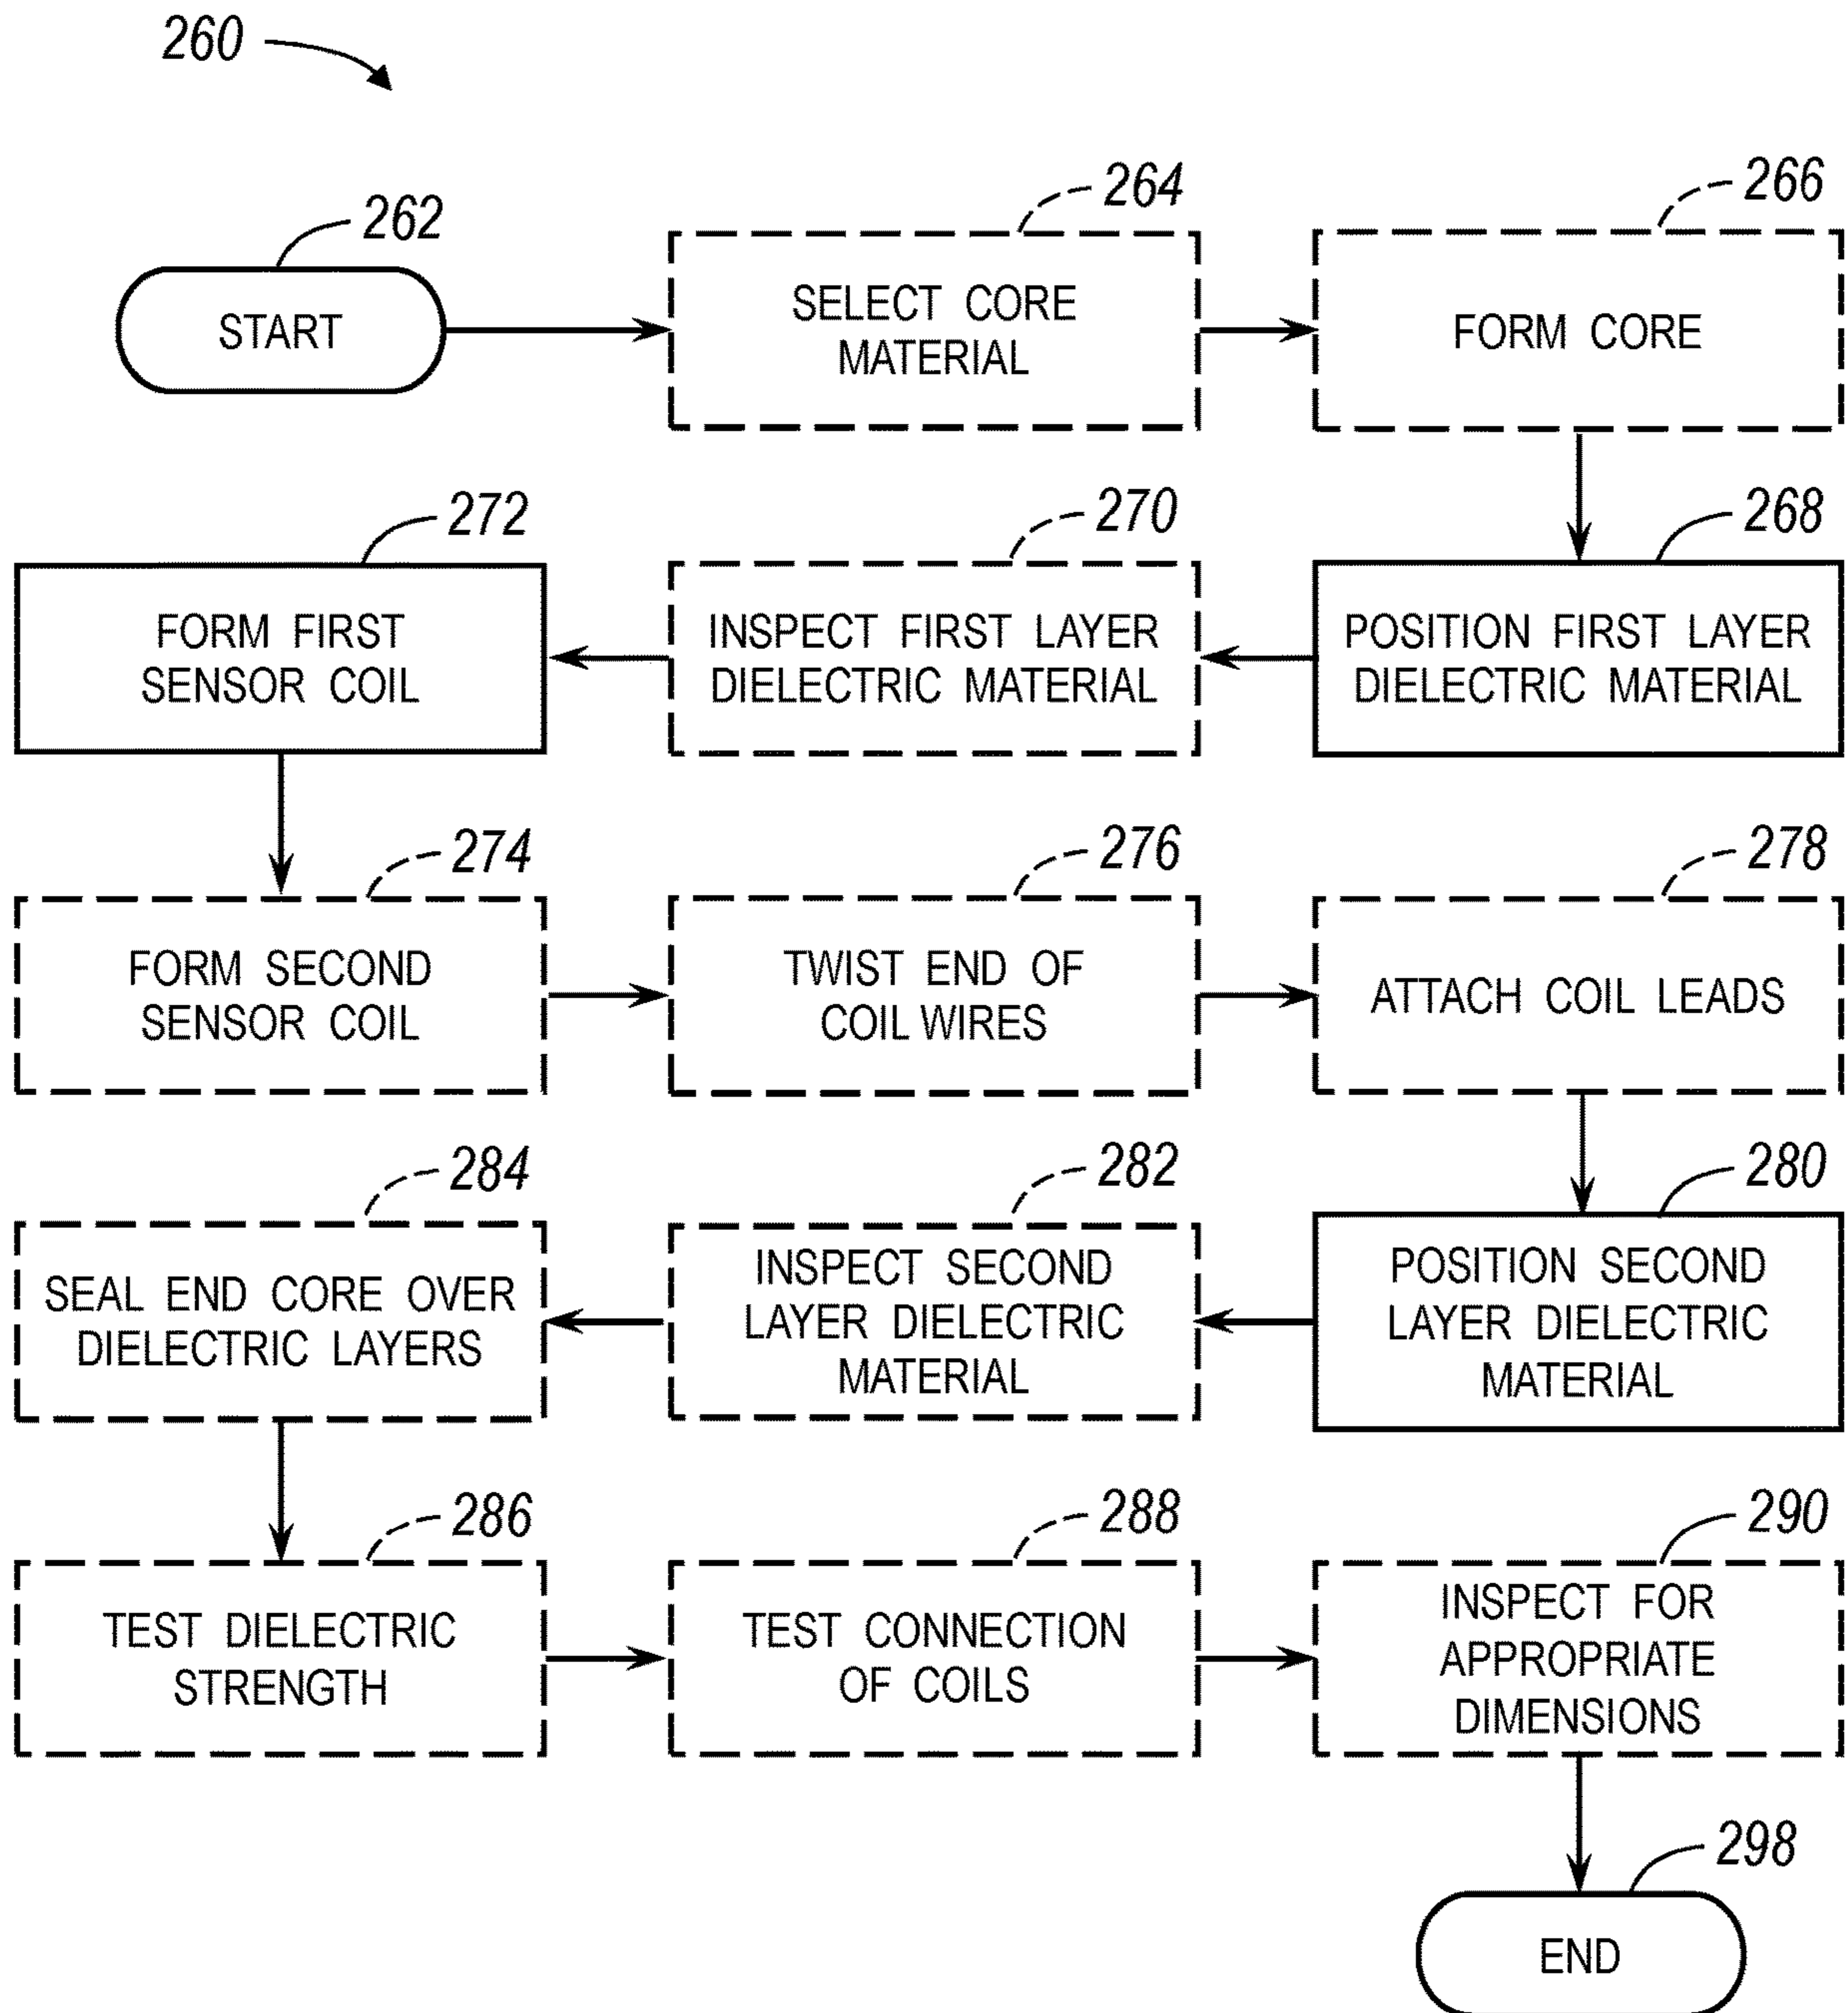 260
262
START
264
SELECT CORE
MATERIAL
266
FORM CORE
268
POSITION FIRST LAYER
DIELECTRIC MATERIAL
270
INSPECT FIRST LAYER
DIELECTRIC MATERIAL
272
FORM FIRST
SENSOR COIL
274
FORM SECOND
SENSOR COIL
276
TWIST END OF
COIL WIRES
278
ATTACH COIL LEADS
280
POSITION SECOND
LAYER DIELECTRIC
MATERIAL
282
INSPECT SECOND
LAYER DIELECTRIC
MATERIAL
284
SEAL END CORE OVER
DIELECTRIC LAYERS
286
TEST DIELECTRIC
STRENGTH
288
TEST CONNECTION
OF COILS
290
INSPECT FOR
APPROPRIATE
DIMENSIONS
298
END